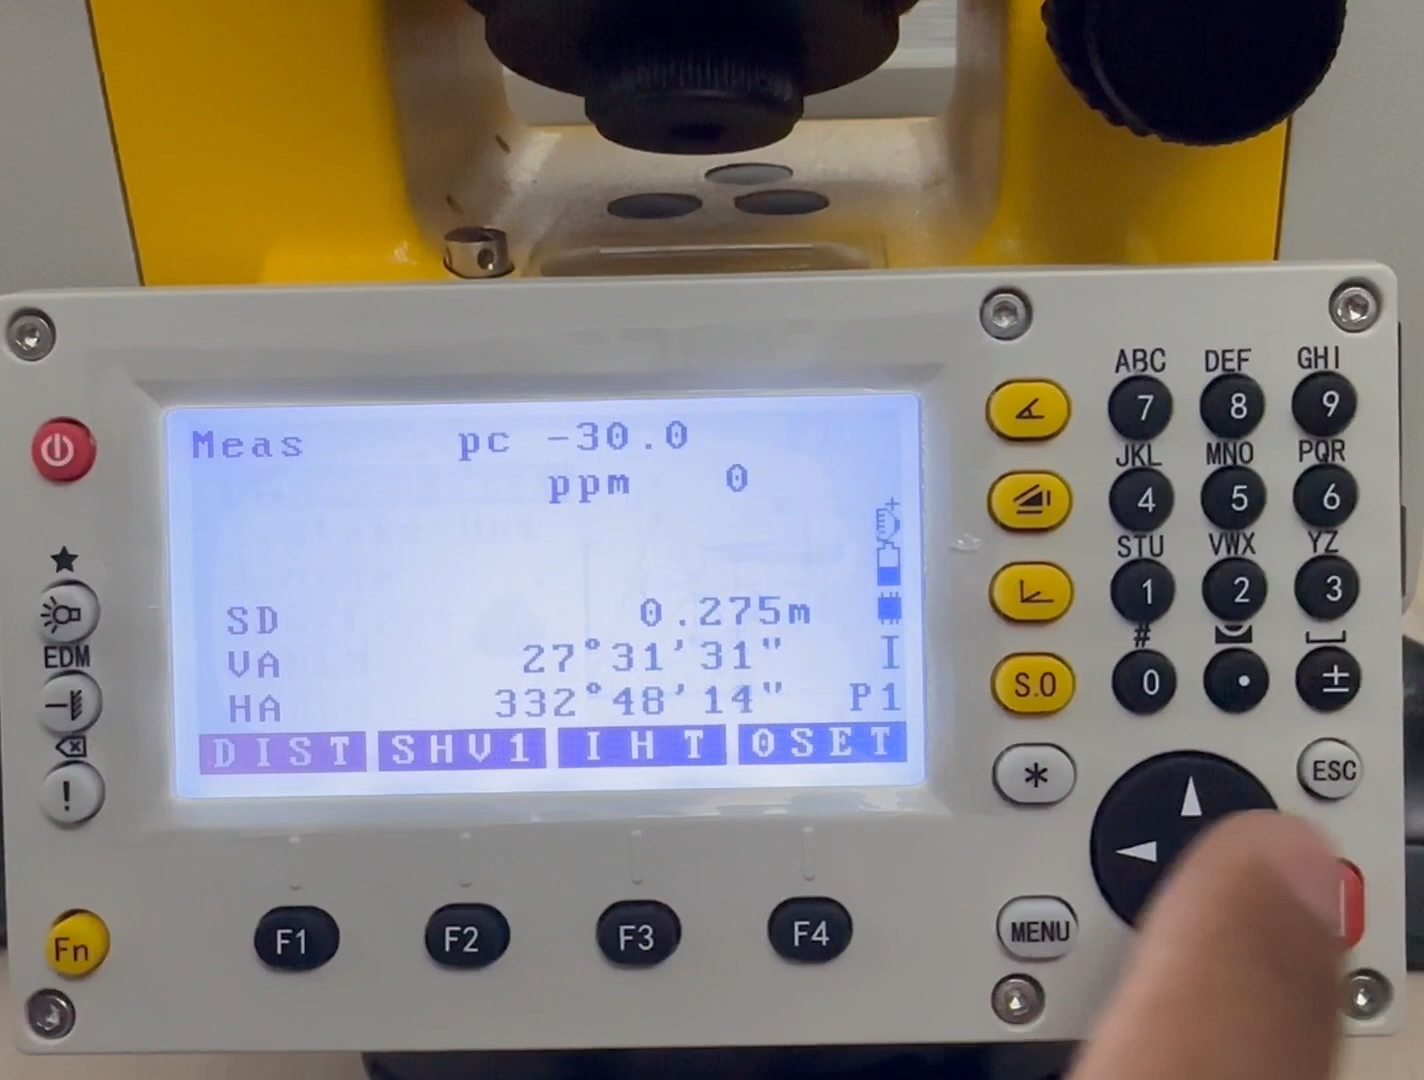 Meas pc -30.0
ppm 0
SD 0.275m
VA 27°31'31"
I
HA 332°48'14" P1
DIST SHV1 IHT 0SET
EDM
!
Fn
F1 F2 F3 F4
S.O
*
MENU
ABC DEF GHI
7 8 9
JKL MNO PQR
4 5 6
STU VWX YZ
1 2 3
#
0 • ±
ESC